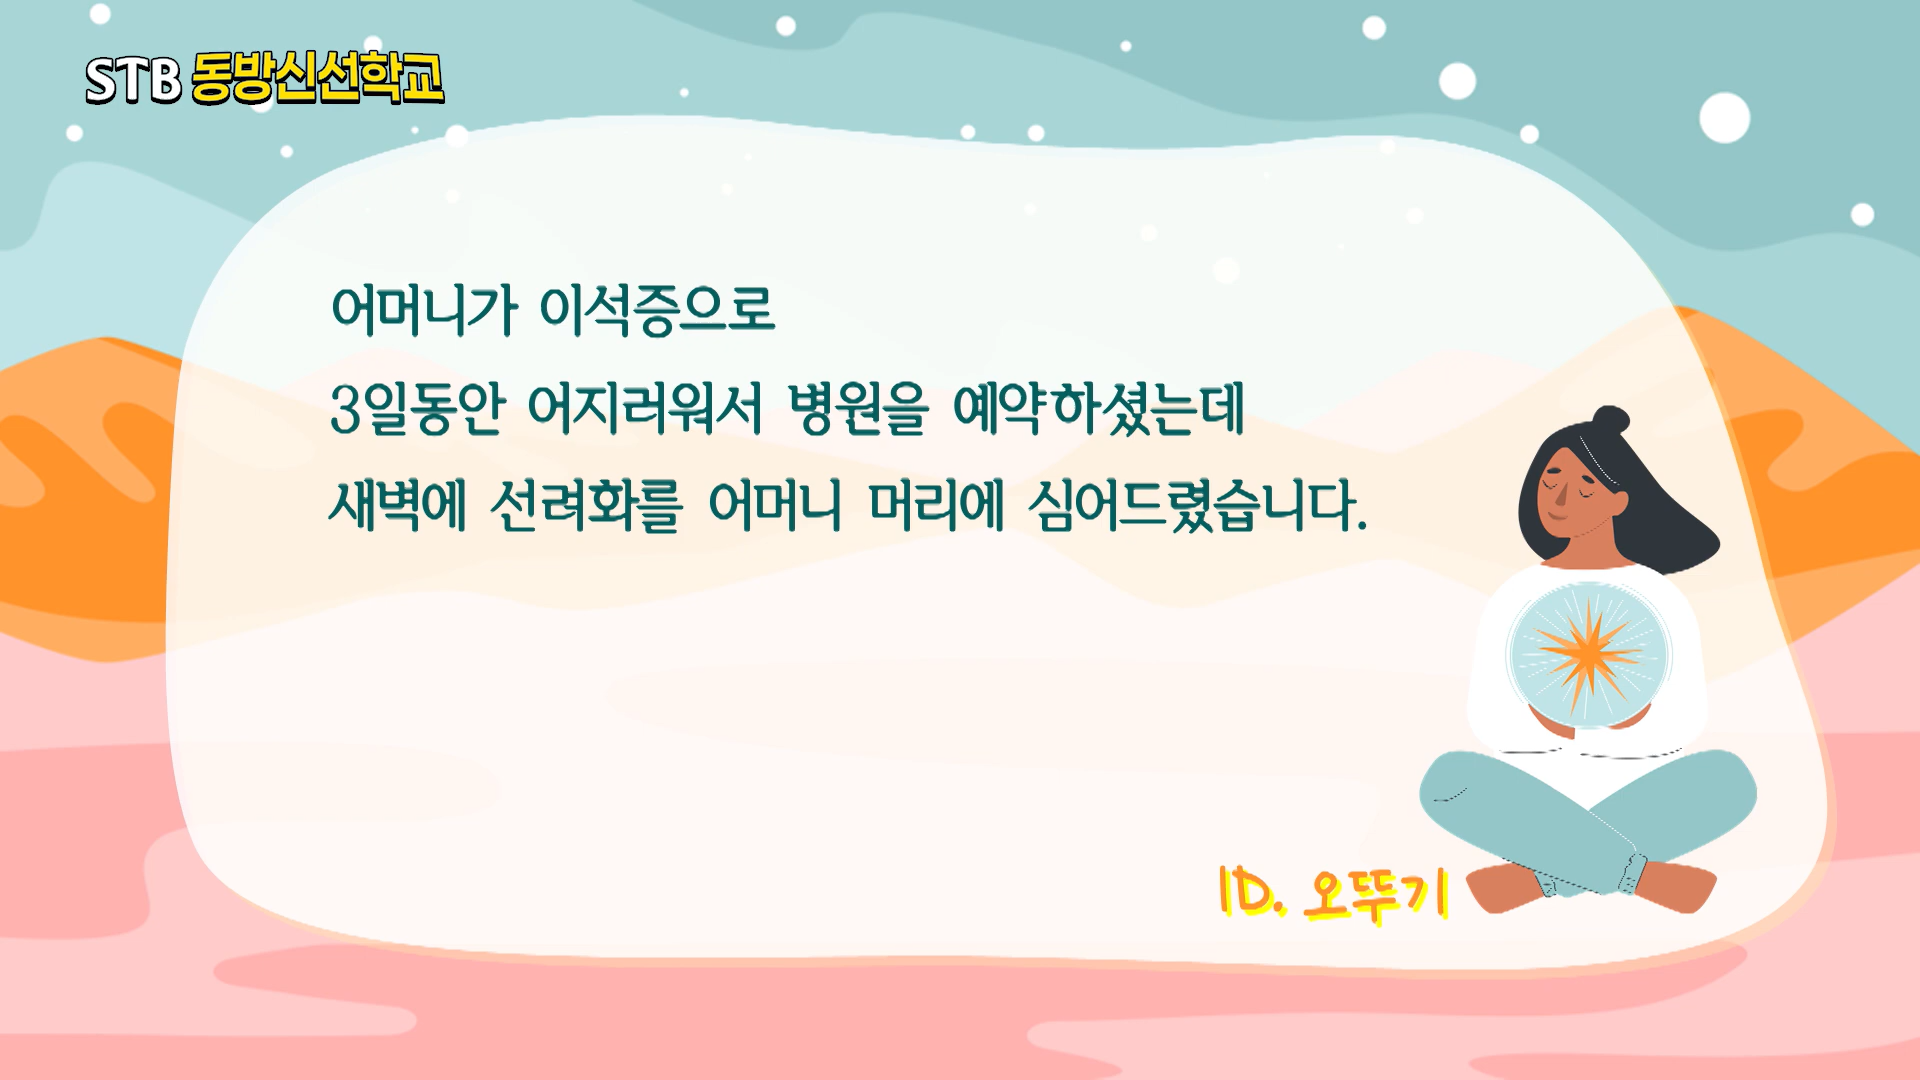 STB 동방신선학교
어머니가 이석증으로
3일동안 어지러워서 병원을 예약하셨는데
새벽에 선려화를 어머니 머리에 심어드렸습니다.
ID. 오뚜기